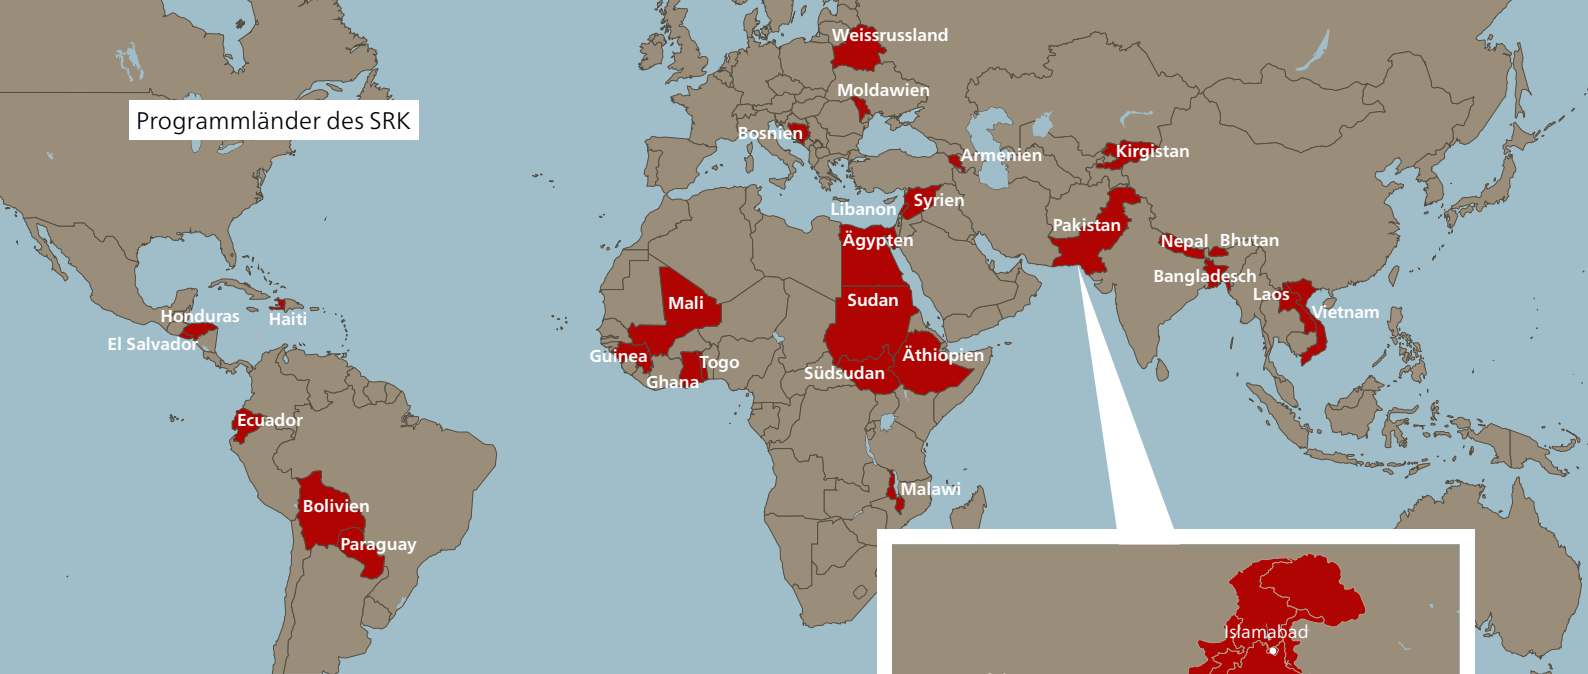 Weissrussland
Moldawien
Programmländer des SRK
Bosnien
Armenien
Kirgistan
Syrien
Libanon
Pakistan
Ägypten
Nepal
Bhutan
Bangladesch
Laos
Mali
Sudan
Vietnam
Honduras
Haiti
El Salvador
Guinea
Togo
Äthiopien
Ghana
Südsudan
Ecuador
Malawi
Bolivien
Paraguay
Islamabad